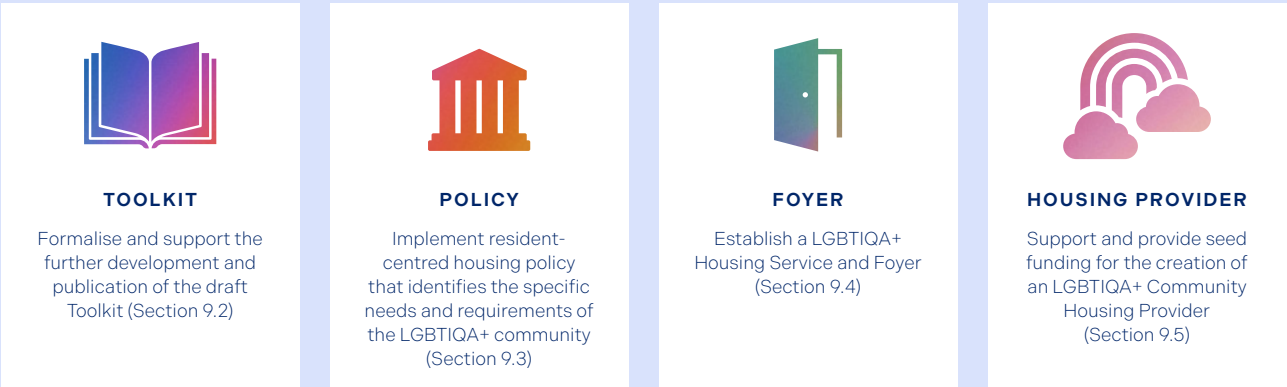 TOOLKIT
Formalise and support the
further development and
publication of the draft
Toolkit (Section 9.2)
POLICY
Implement resident-
centred housing policy
that identifies the specific
needs and requirements of
the LGBTIQA+ community
(Section 9.3)
FOYER
Establish a LGBTIQA+
Housing Service and Foyer
(Section 9.4)
HOUSING PROVIDER
Support and provide seed
funding for the creation of
an LGBTIQA+ Community
Housing Provider
(Section 9.5)